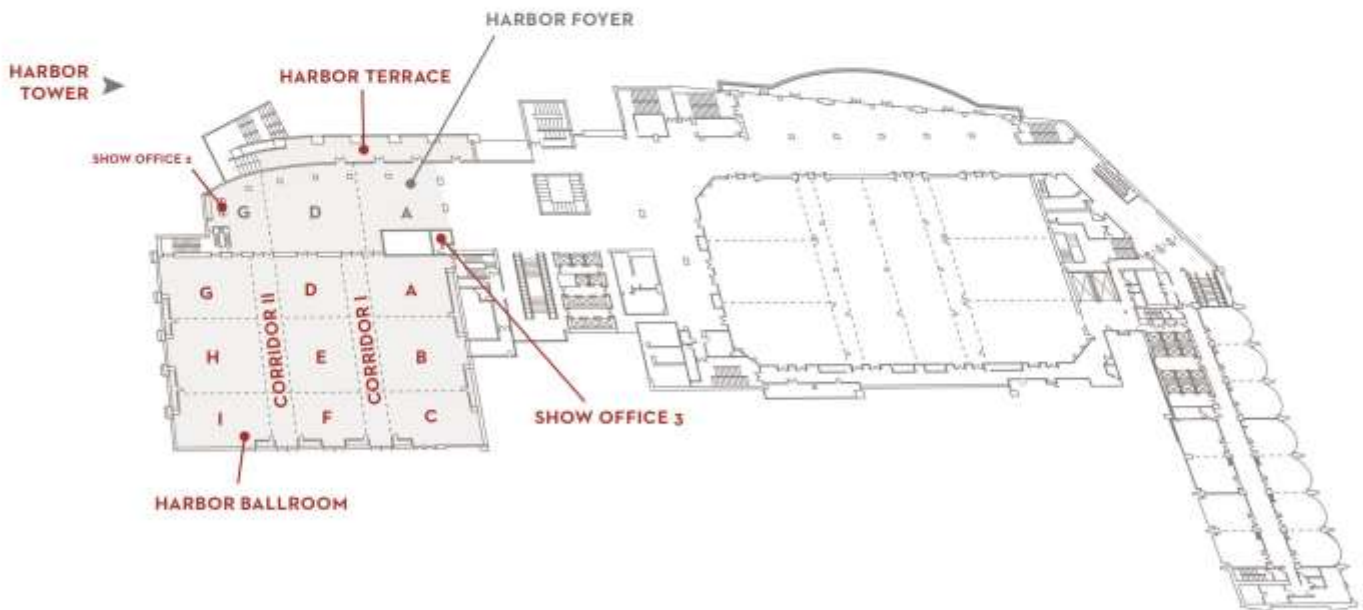 HARBOR FOYER
HARBOR
TOWER
HARBOR TERRACE
SHOW OFFICE 2
G
D
A
G
D
A
CORRIDOR II
CORRIDOR I
H
E
B
I
F
C
SHOW OFFICE 3
HARBOR BALLROOM